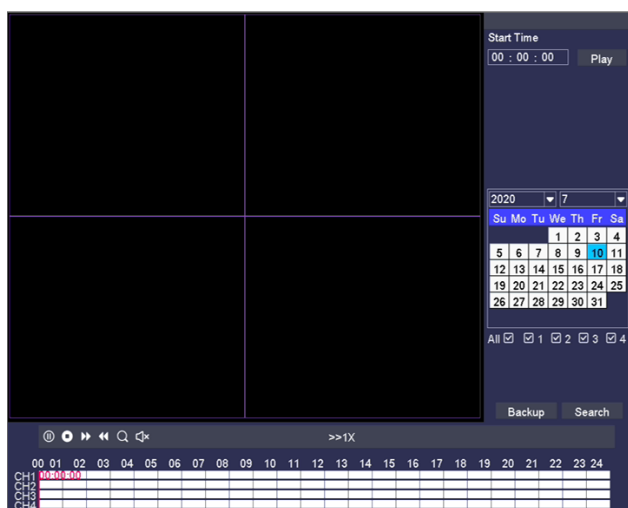 Start Time
00 : 00 : 00 Play
2020 7
Su Mo Tu We Th Fr Sa
1 2 3 4
5 6 7 8 9 10 11
12 13 14 15 16 17 18
19 20 21 22 23 24 25
26 27 28 29 30 31
All 1 2 3 4
Backup Search
>>1X
00 01 02 03 04 05 06 07 08 09 10 11 12 13 14 15 16 17 18 19 20 21 22 23 24
CH1 00:00:00
CH2
CH3
CH4